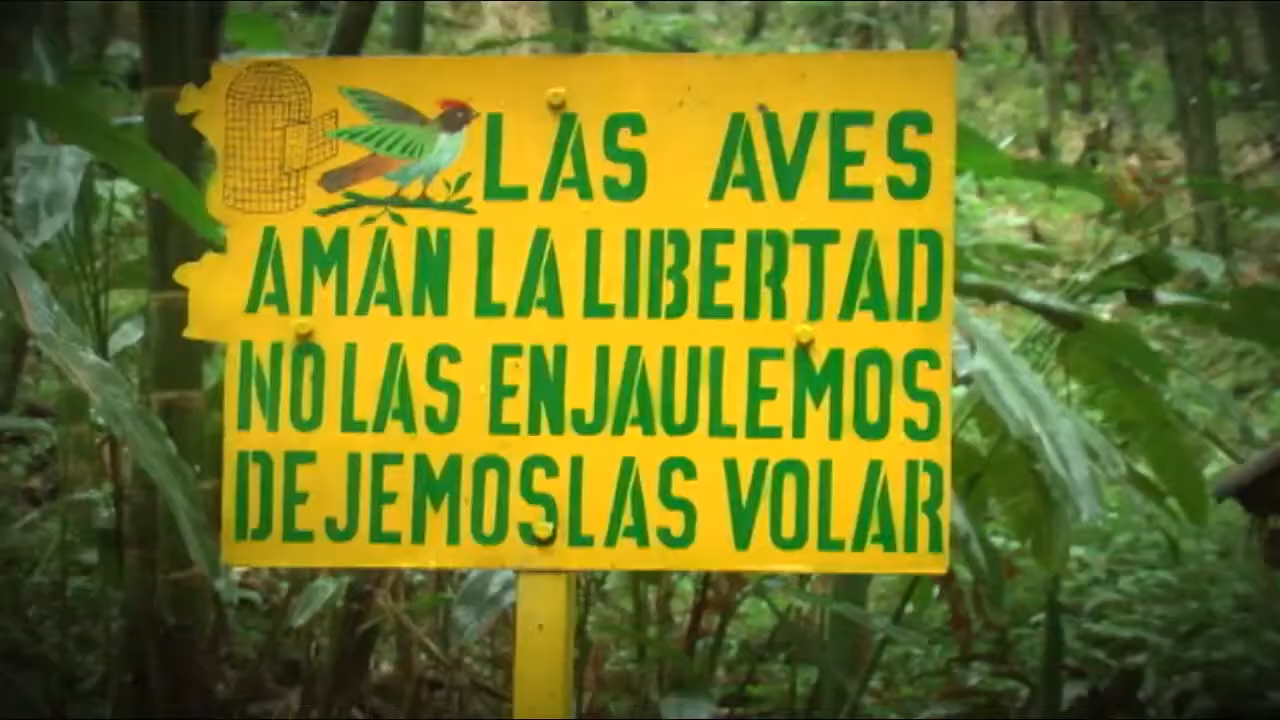 LAS AVES
AMAN LA LIBERTAD
NO LAS ENJAULEMOS
DEJEMOSLAS VOLAR